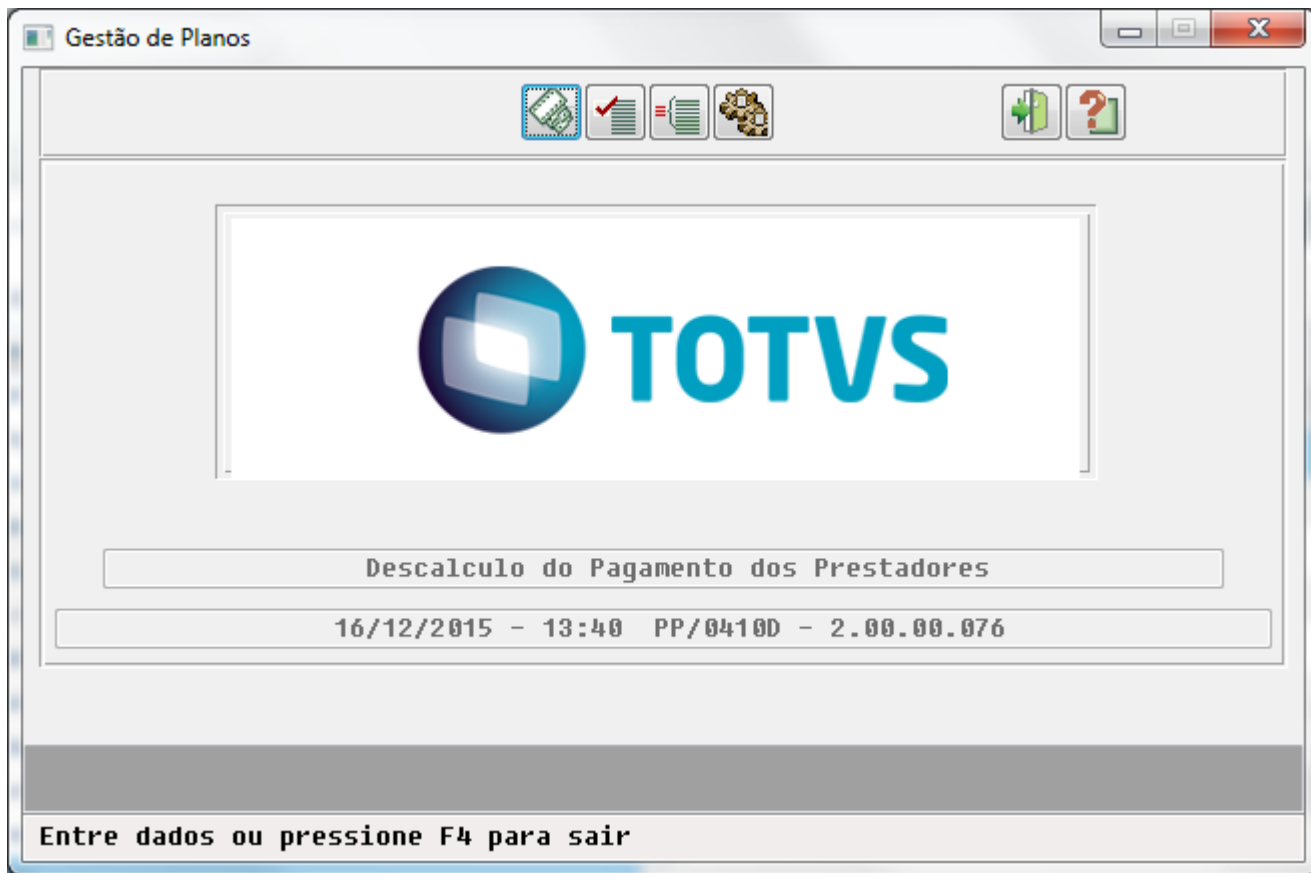 Gestão de Planos
TOTVS
Descalculo do Pagamento dos Prestadores
16/12/2015 - 13:40 PP/0410D - 2.00.00.076
Entre dados ou pressione F4 para sair